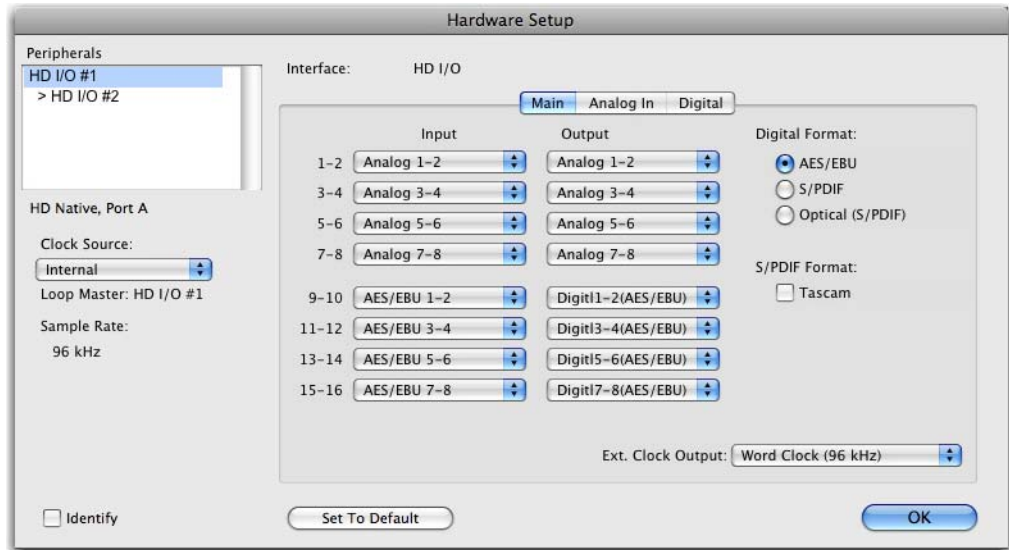 Hardware Setup
Peripherals
HD I/O #1
> HD I/O #2
HD Native, Port A
Clock Source:
Internal
Loop Master: HD I/O #1
Sample Rate:
96 kHz
Identify
Interface: HD I/O
Main Analog In Digital
Input Output
1-2 Analog 1-2 Analog 1-2
3-4 Analog 3-4 Analog 3-4
5-6 Analog 5-6 Analog 5-6
7-8 Analog 7-8 Analog 7-8
9-10 AES/EBU 1-2 Digitl1-2(AES/EBU)
11-12 AES/EBU 3-4 Digitl3-4(AES/EBU)
13-14 AES/EBU 5-6 Digitl5-6(AES/EBU)
15-16 AES/EBU 7-8 Digitl7-8(AES/EBU)
Digital Format:
AES/EBU
S/PDIF
Optical (S/PDIF)
S/PDIF Format:
Tascam
Ext. Clock Output: Word Clock (96 kHz)
Set To Default
OK